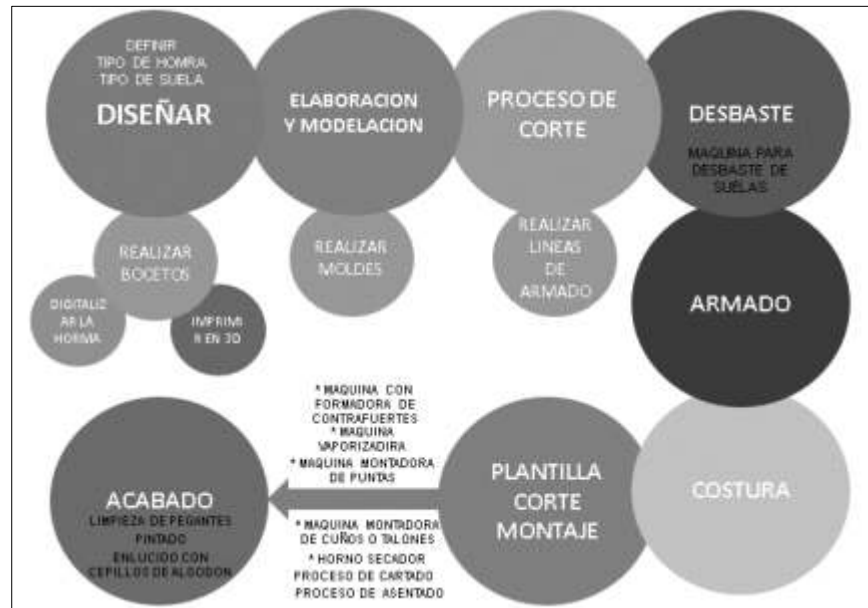 DEFINIR
TIPO DE HOMRA
TIPO DE SUELA
DISEÑAR
ELABORACION
Y MODELACION
PROCESO DE
CORTE
DESBASTE
MAQUINA PARA
DESBASTE DE
SUELAS
REALIZAR
BOCETOS
REALIZAR
MOLDES
REALIZAR
LINEAS
DE
ARMADO
ARMADO
DIGITALIZ
AR LA
HORMA
IMPRIMI
R EN 3D
* MAQUINA CON
FORMADORA DE
CONTRAFUERTES
* MAQUINA
VAPORIZADIRA
* MAQUINA MONTADORA
DE PUNTAS
ACABADO
LIMPIEZA DE PEGANTES
PINTADO
ENLUCIDO CON
CEPILLOS DE ALGODON
* MAQUINA MONTADORA
DE CUÑOS O TALONES
* HORNO SECADOR
PROCESO DE CARTADO
PROCESO DE ASENTADO
PLANTILLA
CORTE
MONTAJE
COSTURA